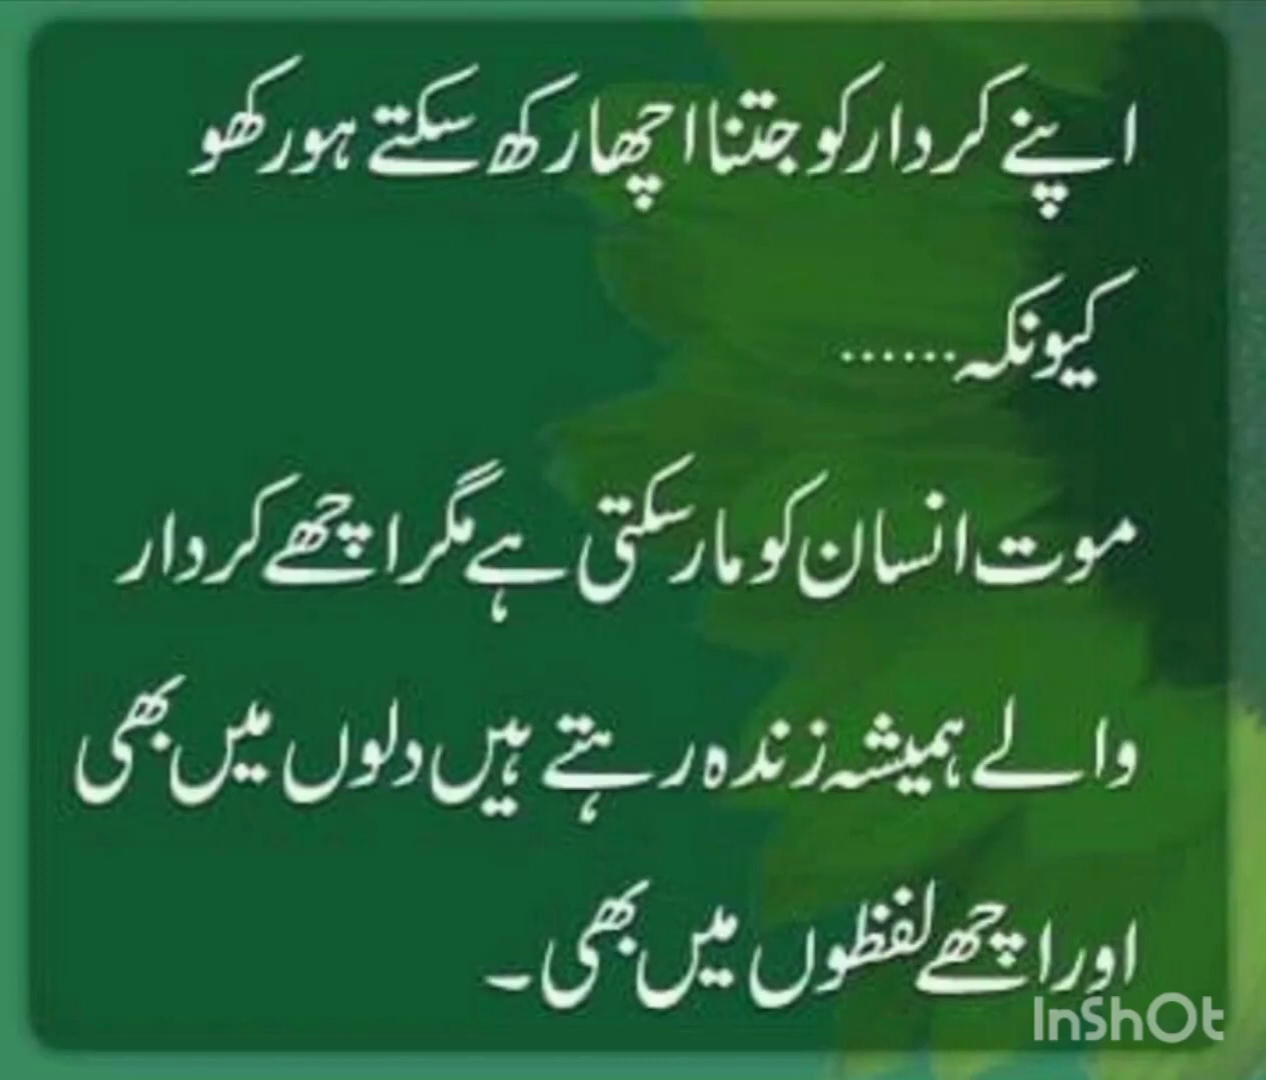 اپنے کردار کو جتنا اچھا رکھ سکتے ہو رکھو
کیونکہ......
موت انسان کو مار سکتی ہے مگر اچھے کردار
والے ہمیشہ زندہ رہتے ہیں دلوں میں بھی
اور اچھے لفظوں میں بھی۔
InShOt